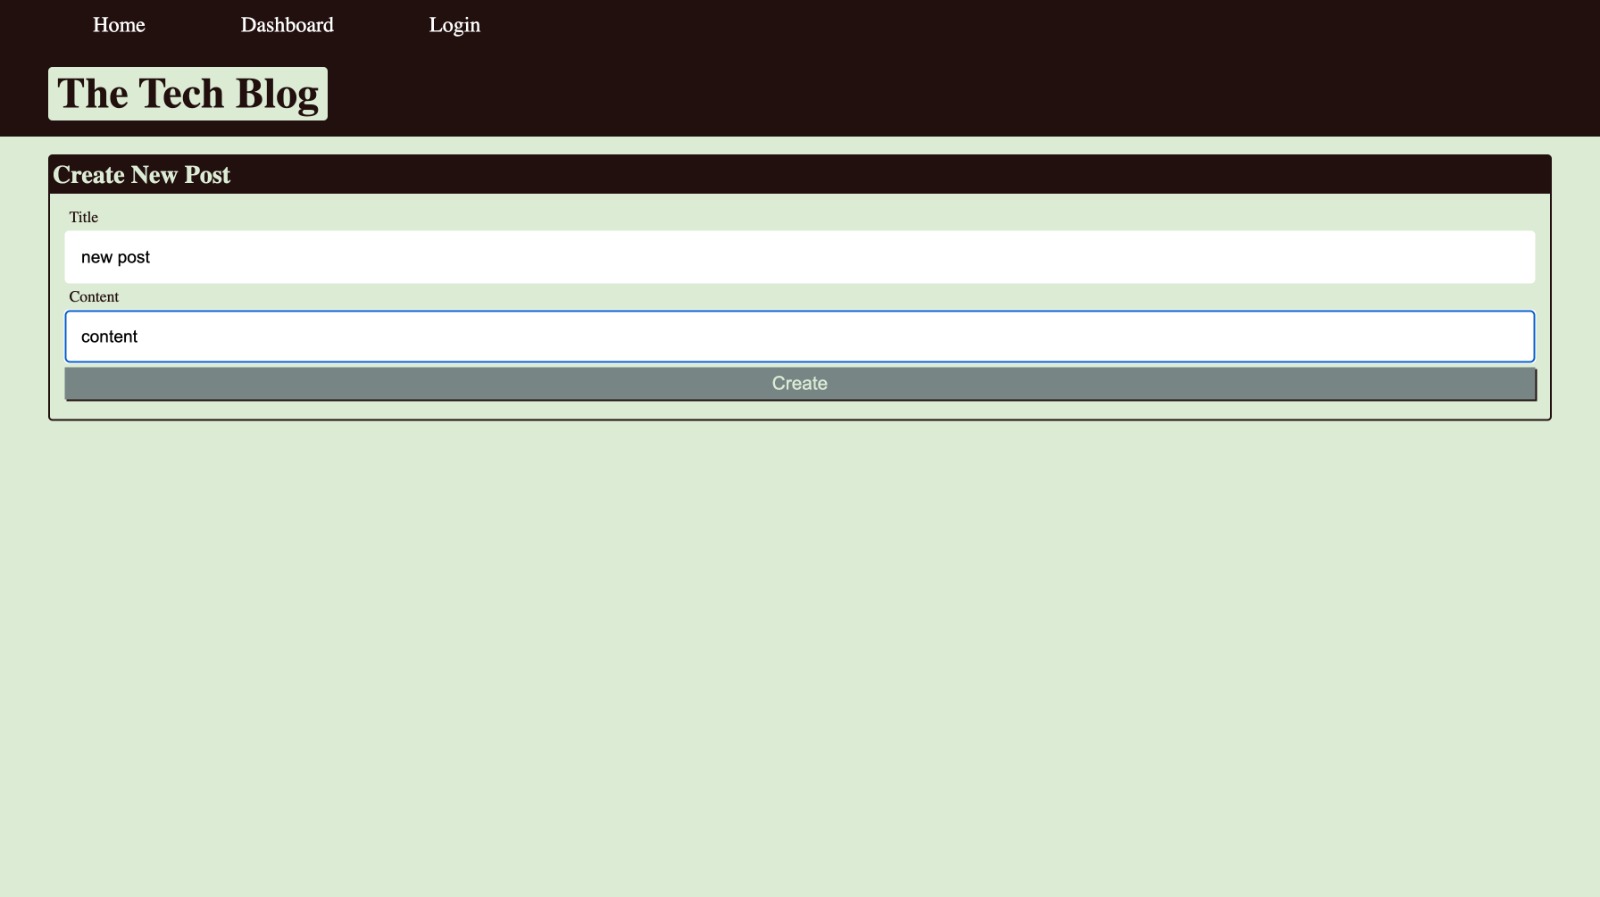 Home Dashboard Login
The Tech Blog
Create New Post
Title
new post
Content
content
Create